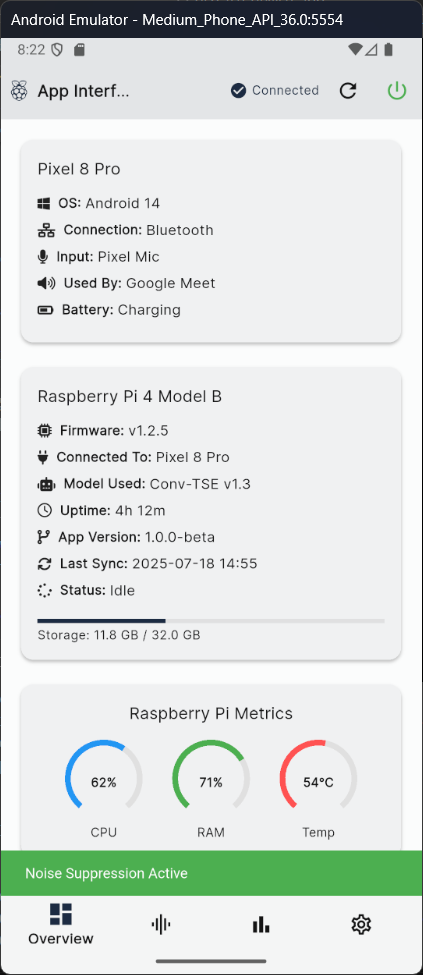 Android Emulator - Medium_Phone_API_36.0:5554
8:22
App Interf...
Connected
Pixel 8 Pro
OS: Android 14
Connection: Bluetooth
Input: Pixel Mic
Used By: Google Meet
Battery: Charging
Raspberry Pi 4 Model B
Firmware: v1.2.5
Connected To: Pixel 8 Pro
Model Used: Conv-TSE v1.3
Uptime: 4h 12m
App Version: 1.0.0-beta
Last Sync: 2025-07-18 14:55
Status: Idle
Storage: 11.8 GB / 32.0 GB
Raspberry Pi Metrics
62% 71% 54°C
CPU RAM Temp
Noise Suppression Active
Overview